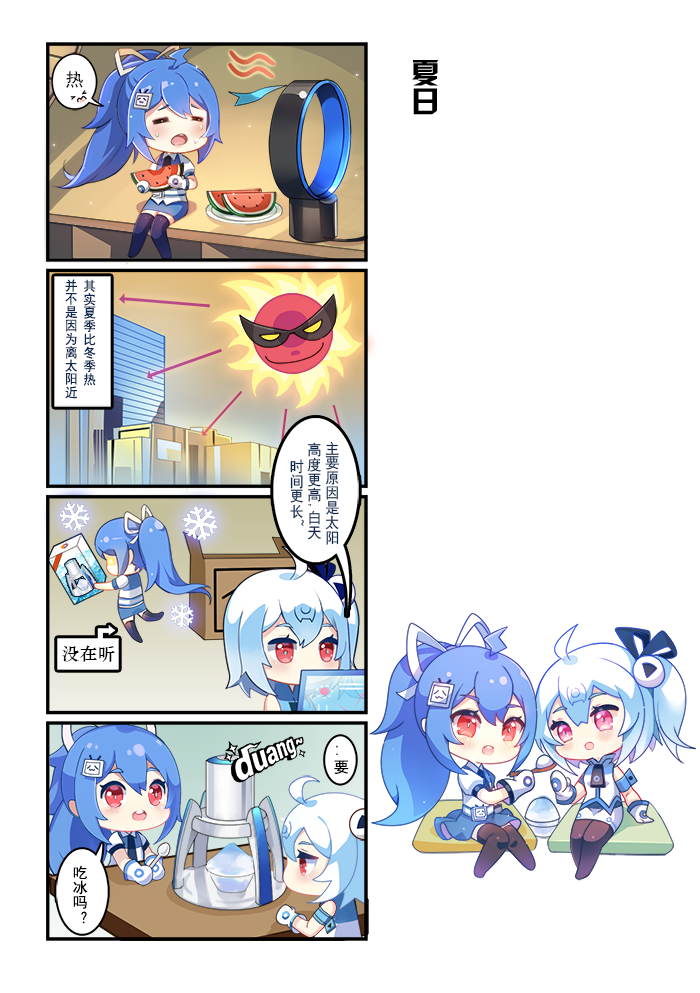 夏日
热
其实夏季比冬季热
并不是因为离太阳近
主要原因是太阳
高度更高,白天
时间更长。
没在听
duang~
:要
吃冰吗?